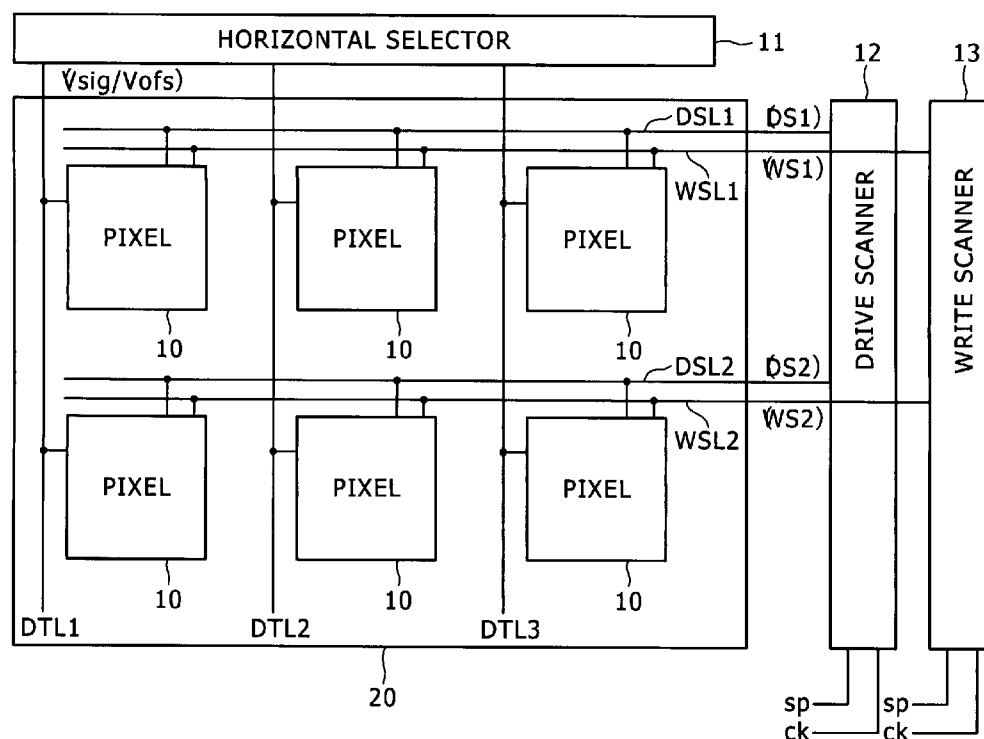 HORIZONTAL SELECTOR
11
12
13
(Vsig/Vofs)
DSL1
(DS1)
WSL1
(WS1)
PIXEL
PIXEL
PIXEL
10
10
10
DRIVE SCANNER
WRITE SCANNER
DSL2
(DS2)
WSL2
(WS2)
PIXEL
PIXEL
PIXEL
10
10
10
DTL1
DTL2
DTL3
20
sp
ck
sp
ck